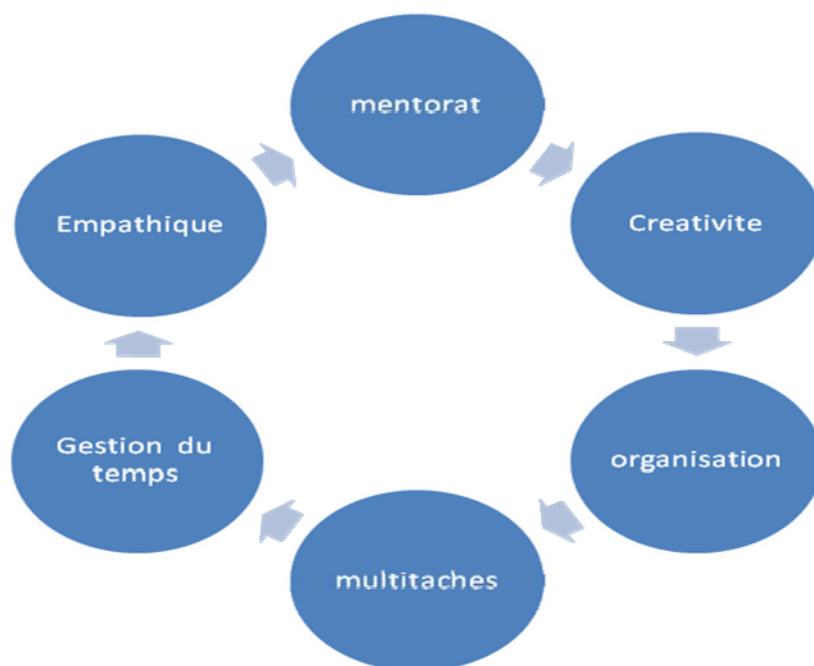 mentorat
Creativite
organisation
multitaches
Gestion du
temps
Empathique